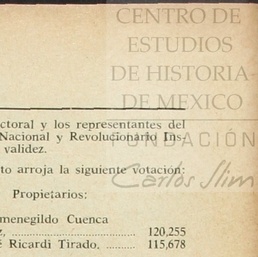 CENTRO DE
ESTUDIOS
DE HISTORIA
DE MEXICO
FUNDACIÓN
Carlos Slim
ctoral y los representantes del
Nacional y Revolucionario Ins-
validez.
to arroja la siguiente votación:
Propietarios:
menegildo Cuenca
z, ........... 120,255
é Ricardi Tirado, .......... 115,678